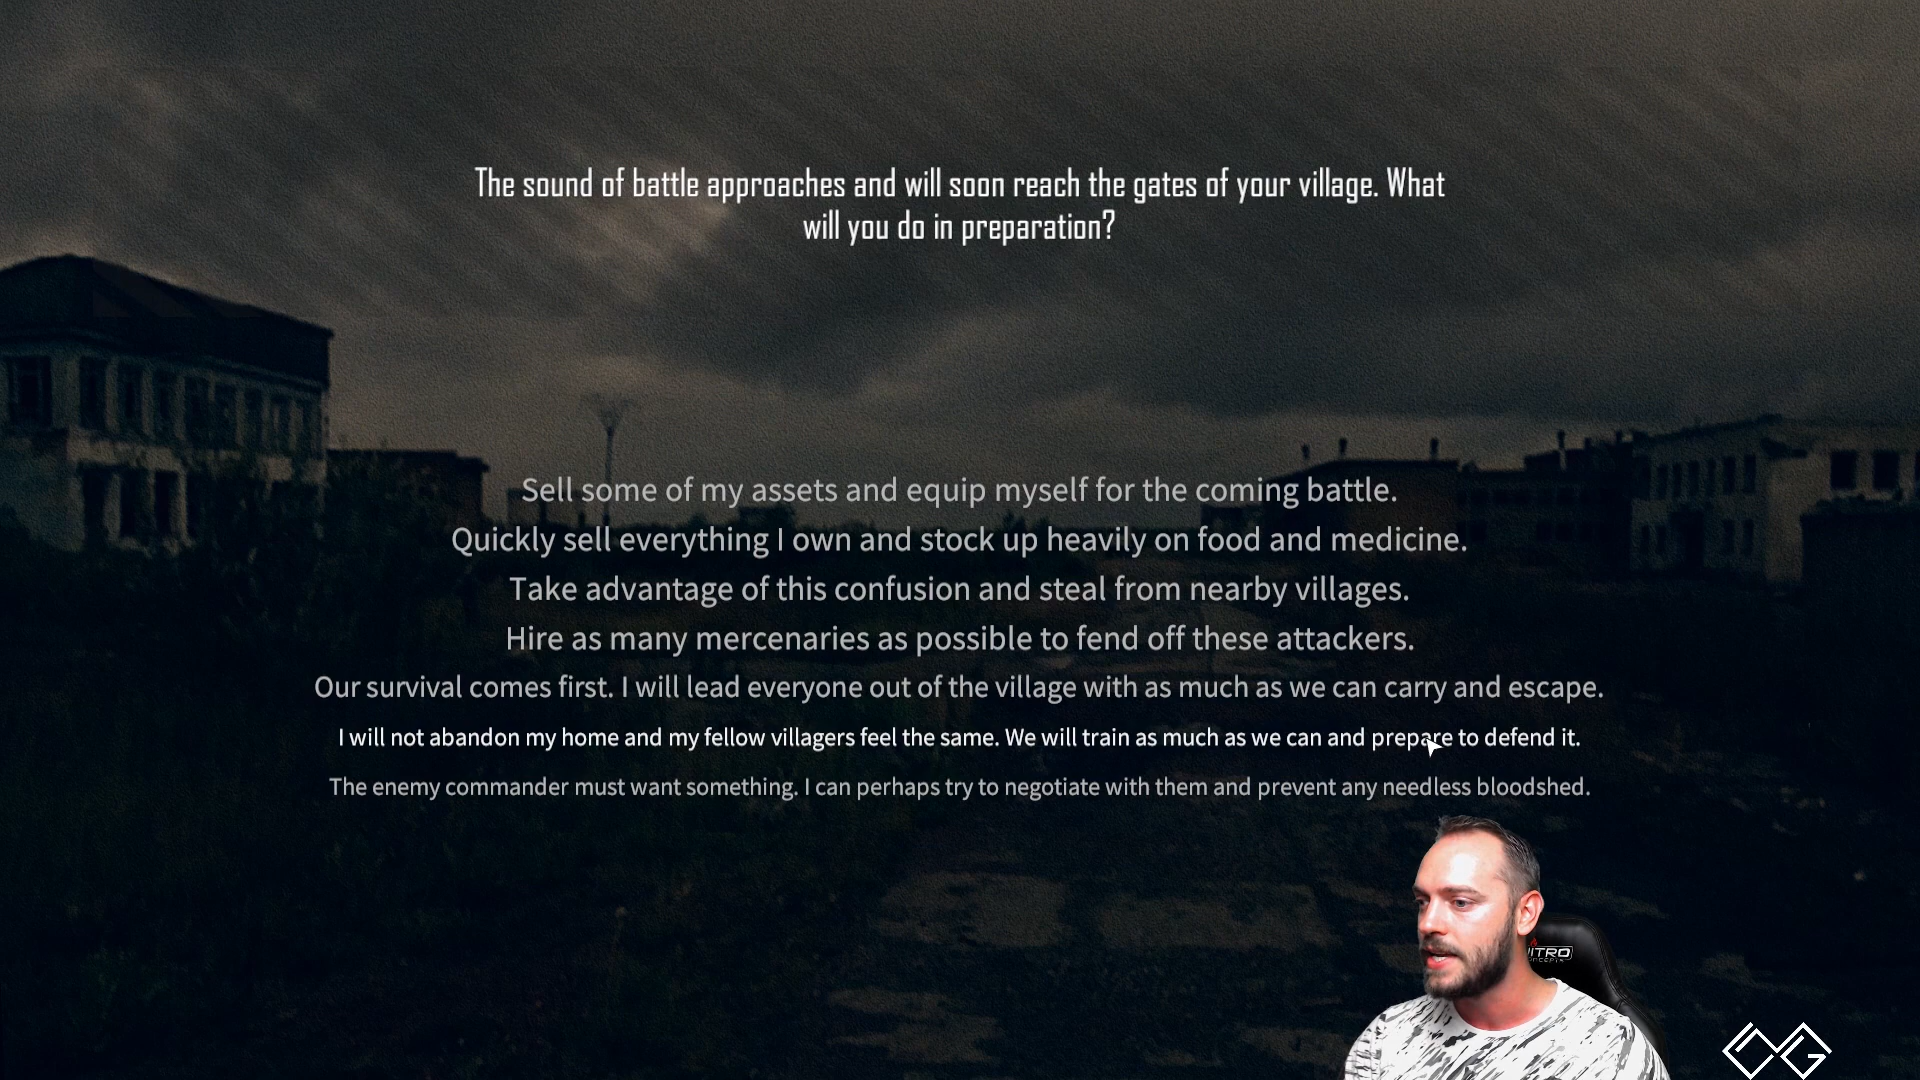 The sound of battle approaches and will soon reach the gates of your village. What
will you do in preparation?
Sell some of my assets and equip myself for the coming battle.
Quickly sell everything I own and stock up heavily on food and medicine.
Take advantage of this confusion and steal from nearby villages.
Hire as many mercenaries as possible to fend off these attackers.
Our survival comes first. I will lead everyone out of the village with as much as we can carry and escape.
I will not abandon my home and my fellow villagers feel the same. We will train as much as we can and prepare to defend it.
The enemy commander must want something. I can perhaps try to negotiate with them and prevent any needless bloodshed.